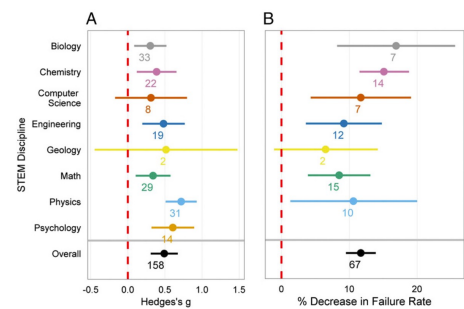 A
B
STEM Discipline
Biology
33
7
Chemistry
22
14
Computer
Science
8
7
Engineering
19
12
Geology
2
2
Math
29
15
Physics
31
10
Psychology
14
Overall
158
67
-0.5 0.0 0.5 1.0 1.5
0 10 20
Hedges's g
% Decrease in Failure Rate